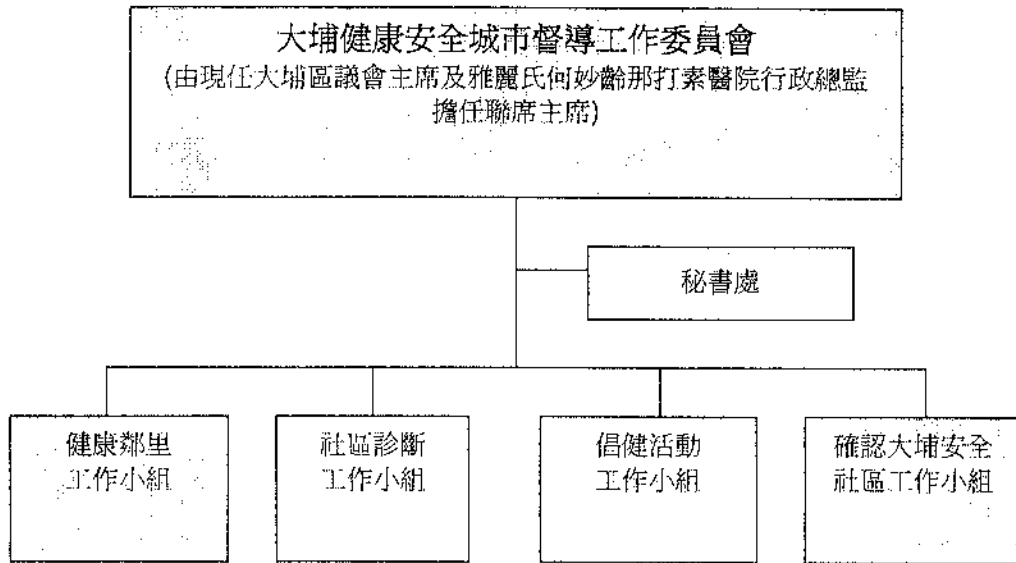 大埔健康安全城市督導工作委員會
(由現任大埔區議會主席及雅麗氏何妙齡那打素醫院行政總監
擔任聯席主席)
秘書處
健康鄰里
工作小組
社區診斷
工作小組
倡健活動
工作小組
確認大埔安全
社區工作小組